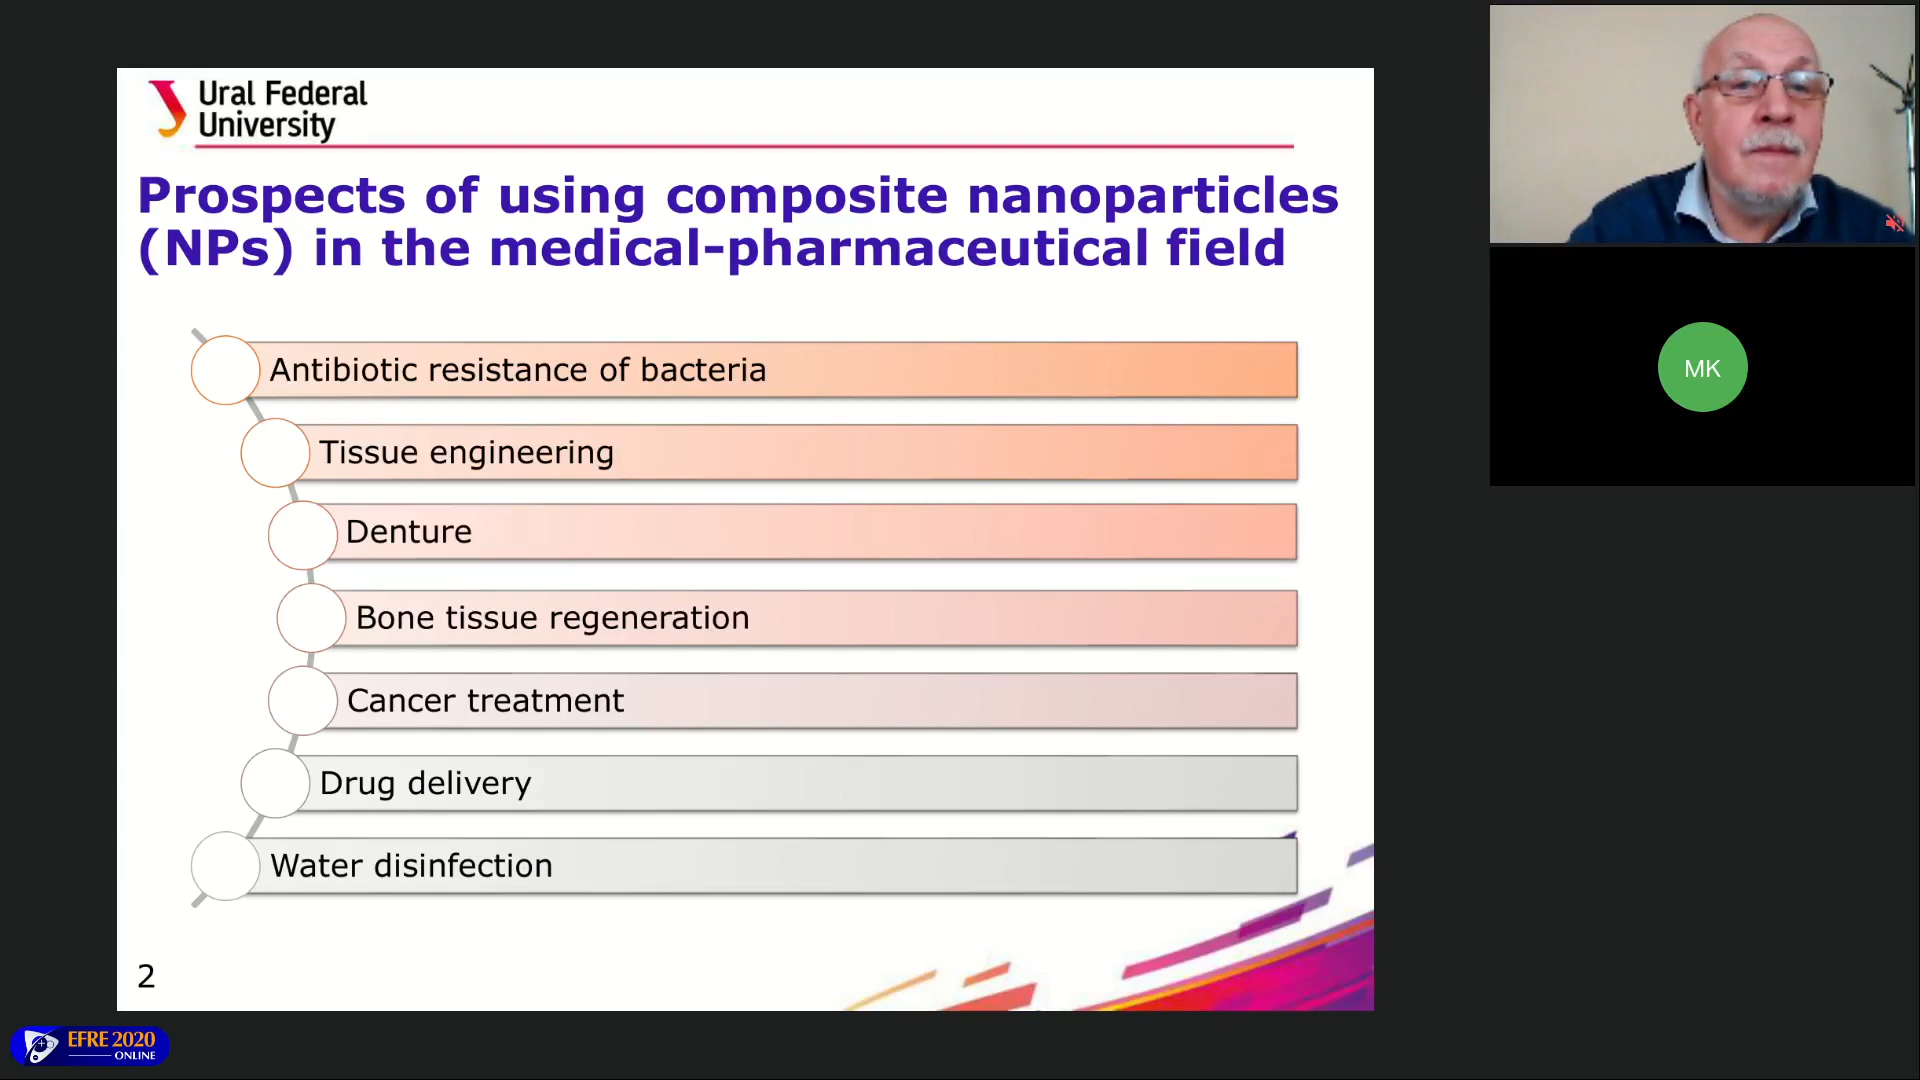 Ural Federal
University
Prospects of using composite nanoparticles
(NPs) in the medical-pharmaceutical field
Antibiotic resistance of bacteria
Tissue engineering
Denture
Bone tissue regeneration
Cancer treatment
Drug delivery
Water disinfection
2
MK
EFRE 2020
ONLINE